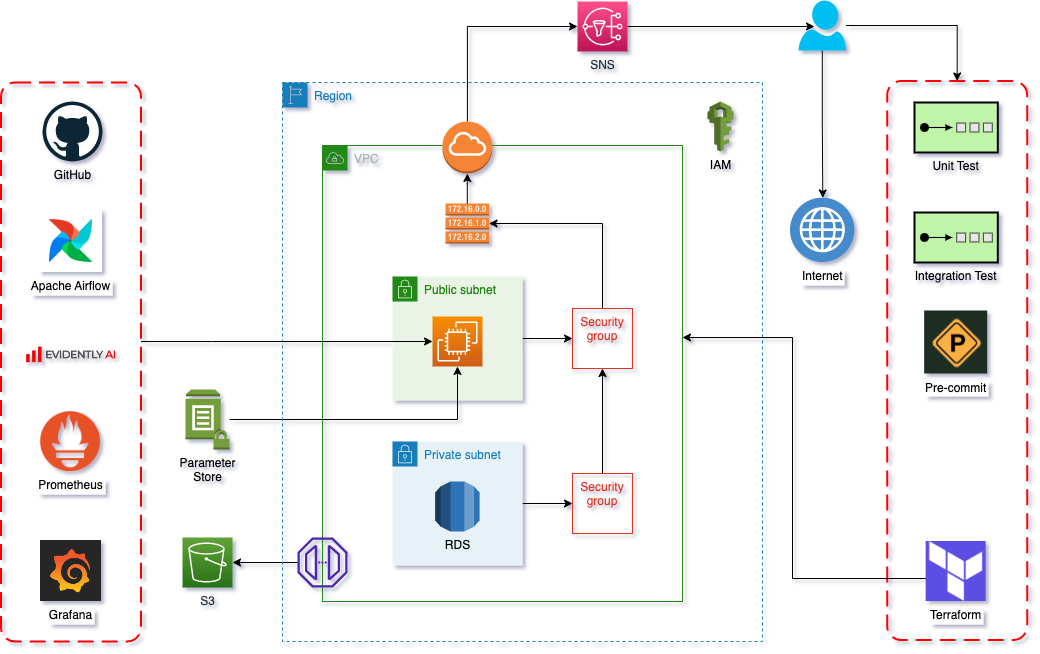 SNS
Region
GitHub
VPC
IAM
Unit Test
172.16.0.0
172.16.1.0
172.16.2.0
Apache Airflow
Internet
Integration Test
Public subnet
Security
group
EVIDENTLY AI
P
Pre-commit
Parameter
Store
Private subnet
Prometheus
Security
group
RDS
S3
Grafana
Terraform